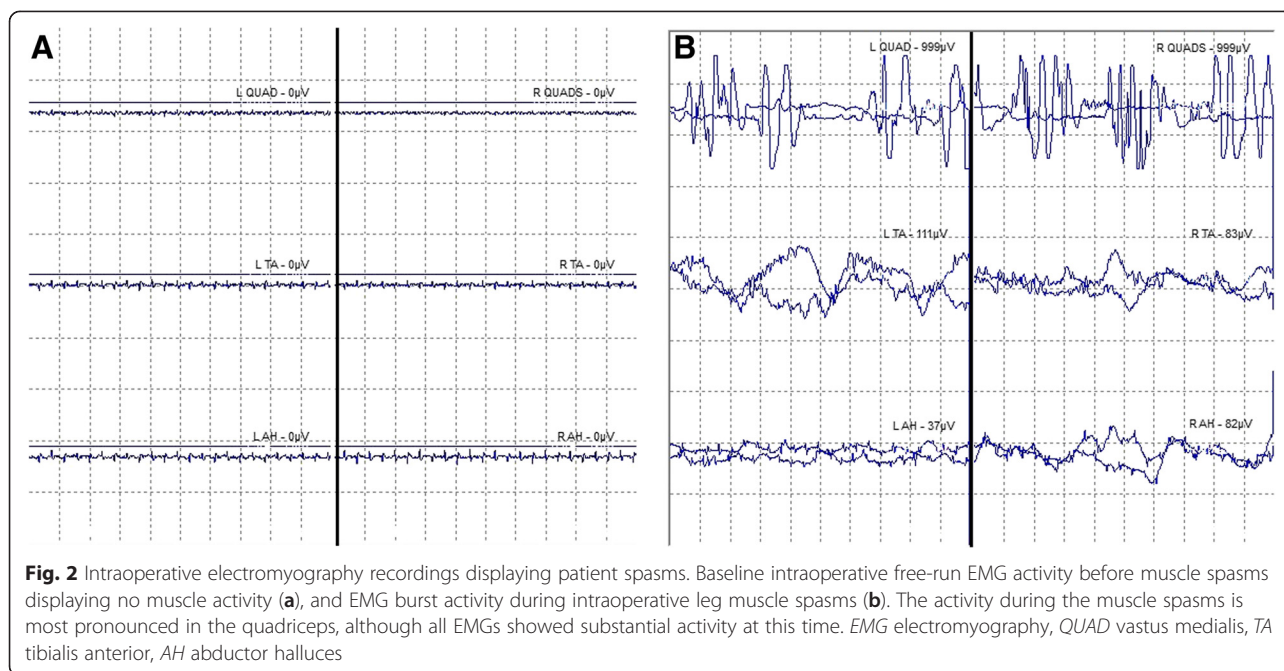 A
B
L QUAD - 0µV
R QUADS - 0µV
L QUAD - 999µV
R QUADS - 999µV
L TA - 0µV
R TA - 0µV
L TA - 111µV
R TA - 83µV
L AH - 0µV
R AH - 0µV
L AH - 37µV
R AH - 82µV
Fig. 2 Intraoperative electromyography recordings displaying patient spasms. Baseline intraoperative free-run EMG activity before muscle spasms
displaying no muscle activity (a), and EMG burst activity during intraoperative leg muscle spasms (b). The activity during the muscle spasms is
most pronounced in the quadriceps, although all EMGs showed substantial activity at this time. EMG electromyography, QUAD vastus medialis, TA
tibialis anterior, AH abductor halluces